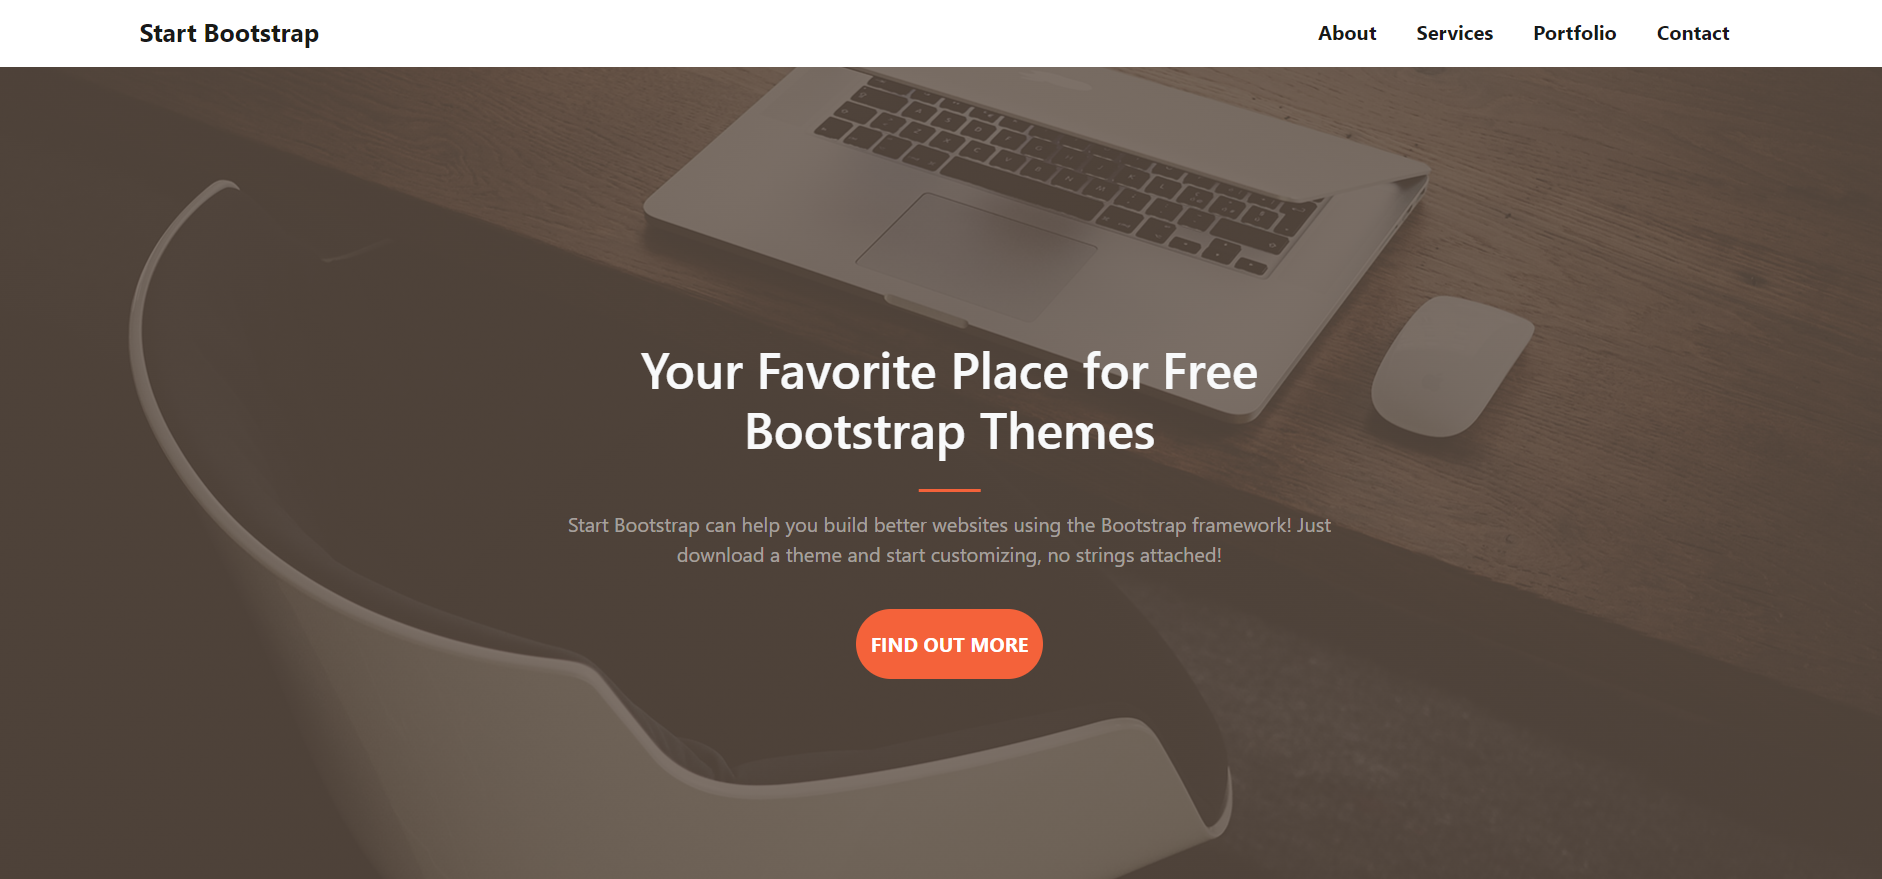 Start Bootstrap
About Services Portfolio Contact
Your Favorite Place for Free
Bootstrap Themes
Start Bootstrap can help you build better websites using the Bootstrap framework! Just
download a theme and start customizing, no strings attached!
FIND OUT MORE